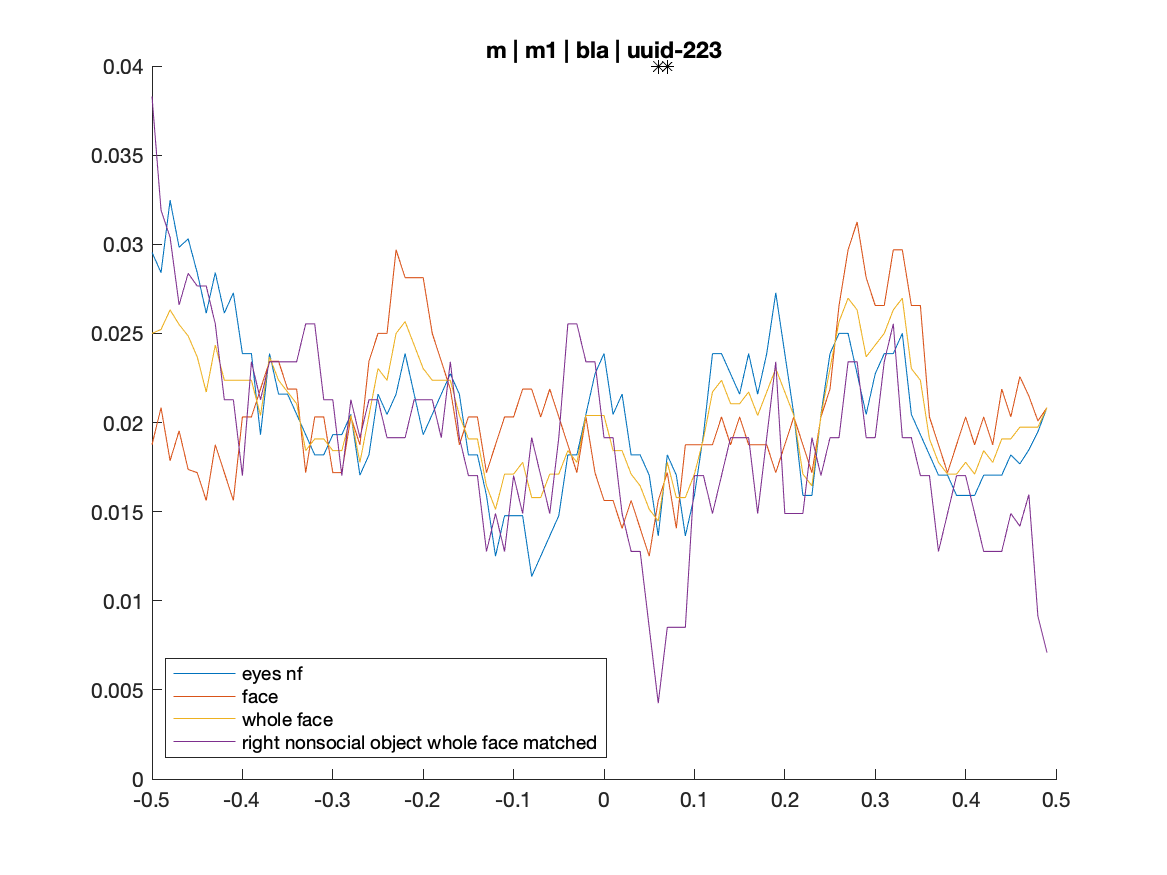 m | m1 | bla | uuid-223
**
0.04
0.035
0.03
0.025
0.02
0.015
0.01
0.005
0
-0.5 -0.4 -0.3 -0.2 -0.1 0 0.1 0.2 0.3 0.4 0.5
eyes nf
face
whole face
right nonsocial object whole face matched